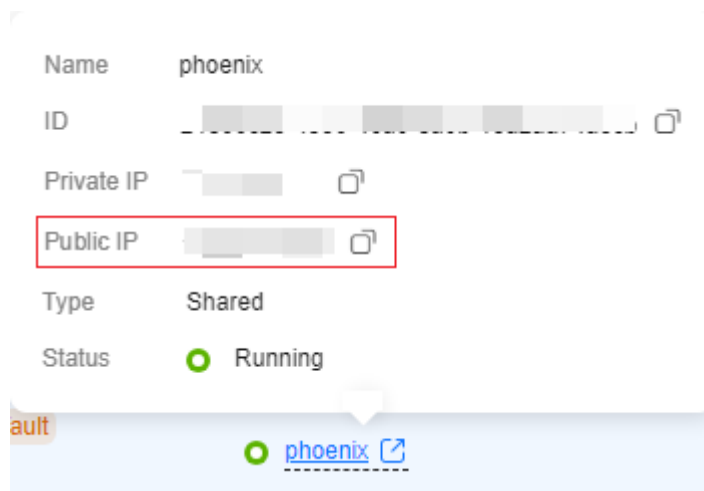 Name phoenix
ID
Private IP
Public IP
Type Shared
Status Running
ault
phoenix